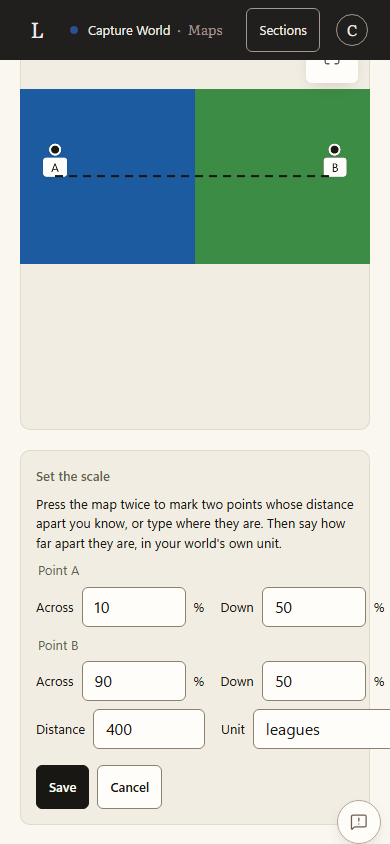 L Capture World · Maps Sections C
A B
Set the scale
Press the map twice to mark two points whose distance
apart you know, or type where they are. Then say how
far apart they are, in your world's own unit.
Point A
Across 10 % Down 50 %
Point B
Across 90 % Down 50 %
Distance 400 Unit leagues
Save Cancel